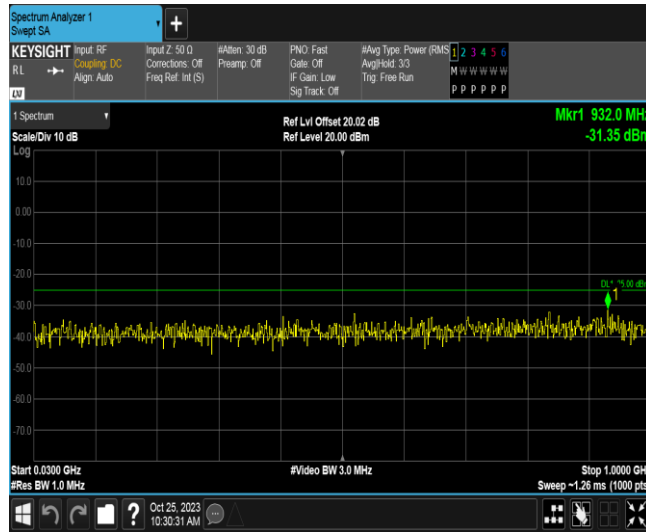 Spectrum Analyzer 1
Swept SA
KEYSIGHT Input: RF Input Z: 50 Ω #Atten: 30 dB PNO: Fast #Avg Type: Power (RMS 1 2 3 4 5 6
RL Coupling: DC Corrections: Off Preamp: Off Gate: Off Avg|Hold: 3/3 M W W W W W
Align: Auto Freq Ref: Int (S) IF Gain: Low Trig: Free Run
Sig Track: Off P P P P P P
LXI
1 Spectrum
Ref Lvl Offset 20.02 dB Mkr1 932.0 MH
Scale/Div 10 dB Ref Level 20.00 dBm -31.35 dBm
Log
10.0
0.00
-10.0
-20.0
-30.0
1
-40.0
-50.0
-60.0
-70.0
Start 0.0300 GHz #Video BW 3.0 MHz Stop 1.0000 GH
#Res BW 1.0 MHz Sweep ~1.26 ms (1000 pts
? Oct 25, 2023
10:30:31 AM